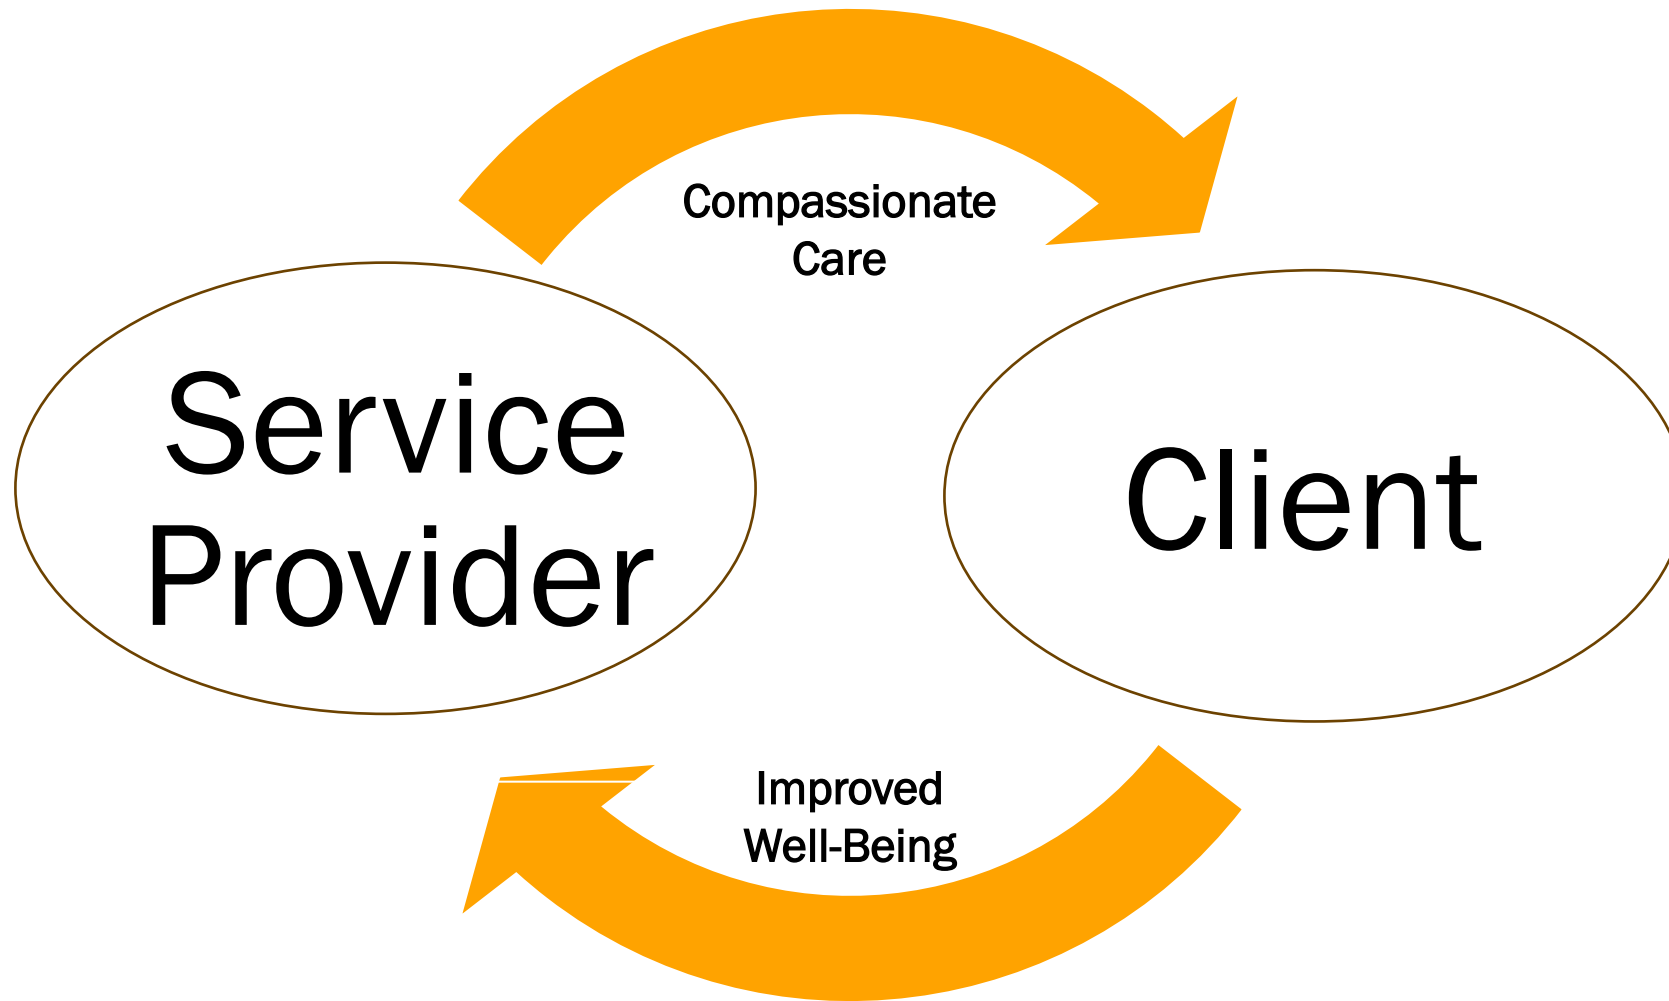 Compassionate
Care
Service
Provider
Client
Improved
Well-Being